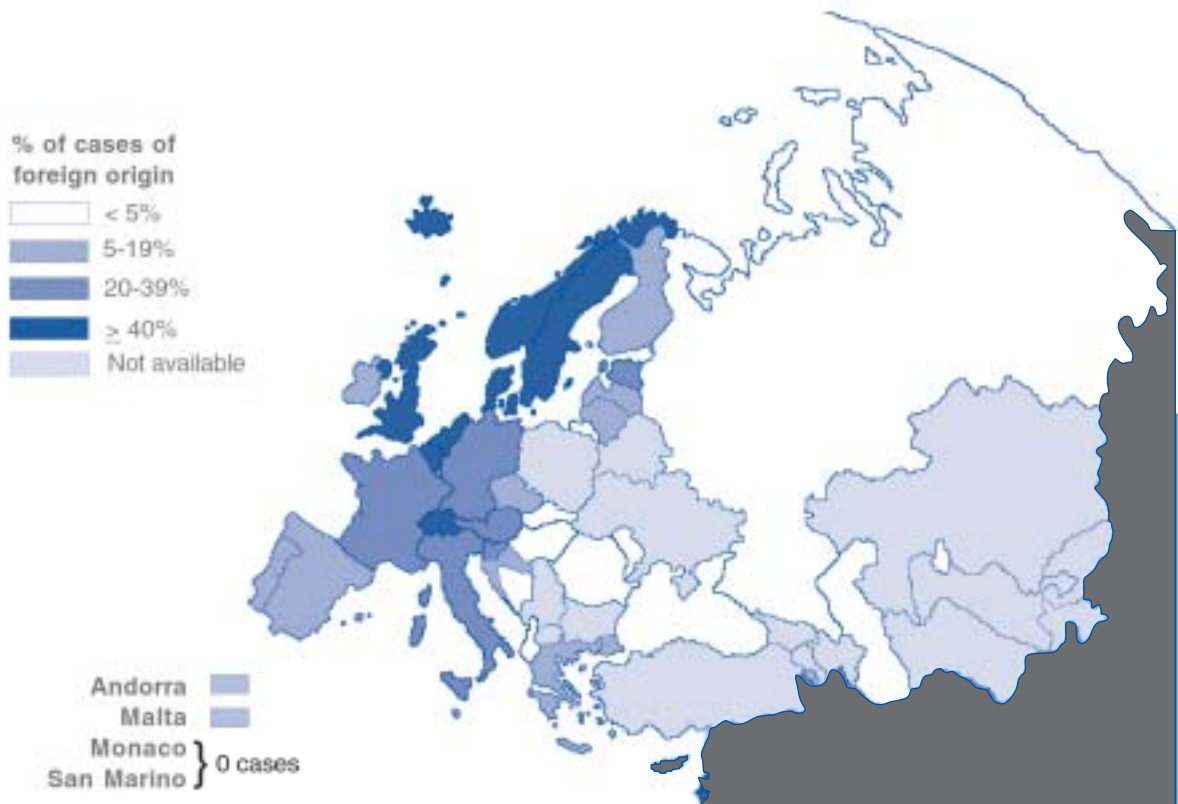 % of cases of
foreign origin
< 5%
5-19%
20-39%
≥ 40%
Not available
Andorra
Malta
Monaco
San Marino
} 0 cases